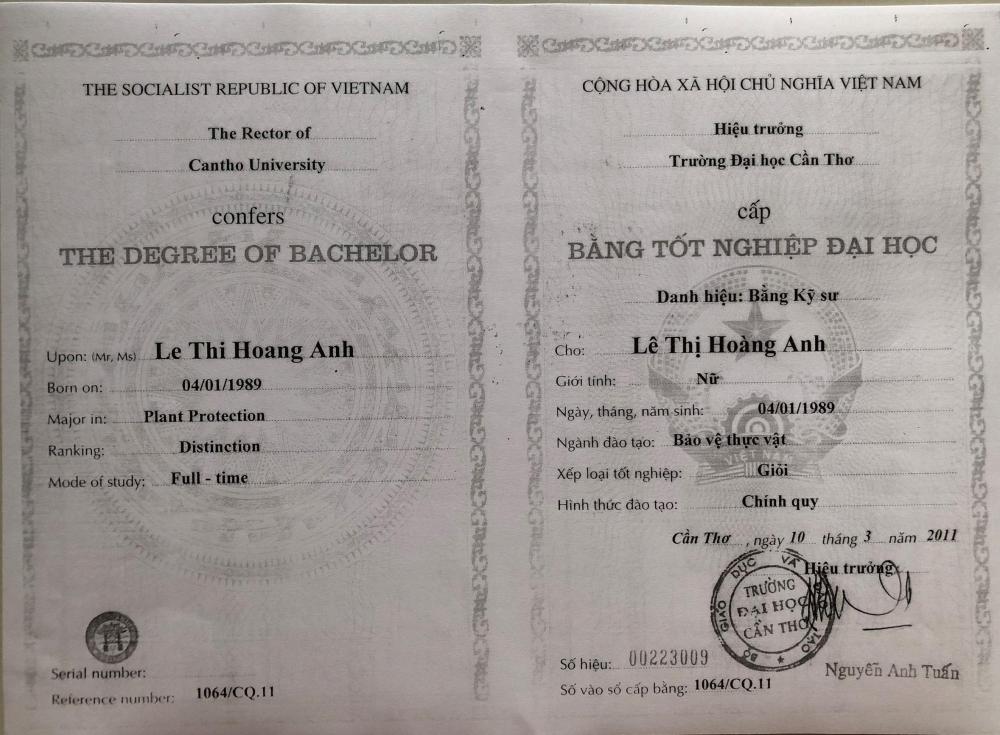 THE SOCIALIST REPUBLIC OF VIETNAM
The Rector of
Cantho University
confers
THE DEGREE OF BACHELOR
Upon: (Mr, Ms) Le Thi Hoang Anh
Born on: 04/01/1989
Major in: Plant Protection
Ranking: Distinction
Mode of study: Full - time
Serial number:
Reference number: 1064/CQ.11
CỘNG HÒA XÃ HỘI CHỦ NGHĨA VIỆT NAM
Hiệu trưởng
Trường Đại học Cần Thơ
cấp
BẰNG TỐT NGHIỆP ĐẠI HỌC
Danh hiệu: Bằng Kỹ sư
Cho: Lê Thị Hoàng Anh
Giới tính: Nữ
Ngày, tháng, năm sinh: 04/01/1989
Ngành đào tạo: Bảo vệ thực vật
VIỆT NAM
Xếp loại tốt nghiệp: Giỏi
Hình thức đào tạo: Chính quy
Cần Thơ , ngày 10 tháng 3 năm 2011
Hiệu trưởng
BỘ GIÁO DỤC VÀ ĐÀO TẠO
TRƯỜNG
ĐẠI HỌC
CẦN THƠ
Số hiệu: 00223009
Nguyễn Anh Tuấn
Số vào sổ cấp bằng: 1064/CQ.11